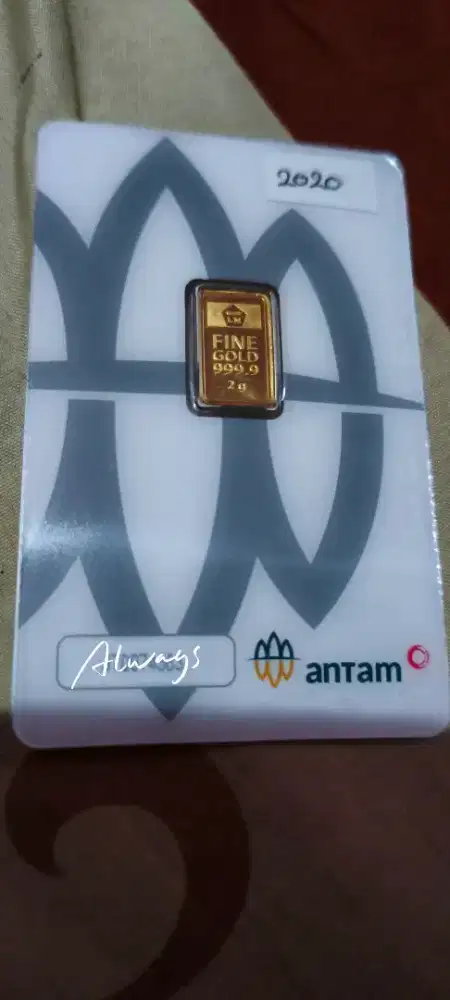 2020
LM
FINE
GOLD
999.9
2 g
Always
antam